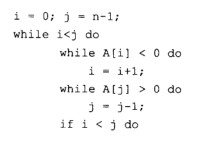 i = 0; j = n-1;
while i<j do
while A[i] < 0 do
i = i+1;
while A[j] > 0 do
j = j-1;
if i < j do